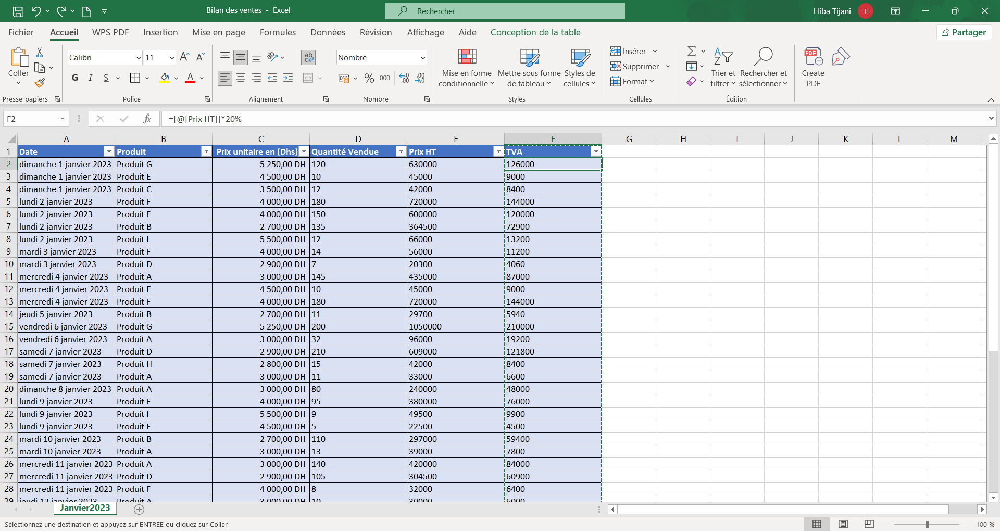 Bilan des ventes - Excel
Rechercher
Hiba Tijani HT
Fichier Accueil WPS PDF Insertion Mise en page Formules Données Révision Affichage Aide Conception de la table Partager
Coller
Presse-papiers
Calibri 11
G I S
Police
ab
Alignement
Nombre
% 000 ,00 ,00
Nombre
Mise en forme conditionnelle
Mettre sous forme de tableau
Styles de cellules
Styles
Insérer
Supprimer
Format
Cellules
Trier et filtrer
Rechercher et sélectionner
Édition
Create PDF
F2 fx =[@[Prix HT]]*20%
A B C D E F G H I J K L M
1 Date Produit Prix unitaire en (Dhs) Quantité Vendue Prix HT TVA
2 dimanche 1 janvier 2023 Produit G 5 250,00 DH 120 630000 126000
3 dimanche 1 janvier 2023 Produit E 4 500,00 DH 10 45000 9000
4 dimanche 1 janvier 2023 Produit C 3 500,00 DH 12 42000 8400
5 lundi 2 janvier 2023 Produit F 4 000,00 DH 180 720000 144000
6 lundi 2 janvier 2023 Produit F 4 000,00 DH 150 600000 120000
7 lundi 2 janvier 2023 Produit B 2 700,00 DH 135 364500 72900
8 lundi 2 janvier 2023 Produit I 5 500,00 DH 12 66000 13200
9 mardi 3 janvier 2023 Produit F 4 000,00 DH 14 56000 11200
10 mardi 3 janvier 2023 Produit D 2 900,00 DH 7 20300 4060
11 mercredi 4 janvier 2023 Produit A 3 000,00 DH 145 435000 87000
12 mercredi 4 janvier 2023 Produit E 4 500,00 DH 10 45000 9000
13 mercredi 4 janvier 2023 Produit F 4 000,00 DH 180 720000 144000
14 jeudi 5 janvier 2023 Produit B 2 700,00 DH 11 29700 5940
15 vendredi 6 janvier 2023 Produit G 5 250,00 DH 200 1050000 210000
16 vendredi 6 janvier 2023 Produit A 3 000,00 DH 32 96000 19200
17 samedi 7 janvier 2023 Produit D 2 900,00 DH 210 609000 121800
18 samedi 7 janvier 2023 Produit H 2 800,00 DH 15 42000 8400
19 samedi 7 janvier 2023 Produit A 3 000,00 DH 11 33000 6600
20 dimanche 8 janvier 2023 Produit A 3 000,00 DH 80 240000 48000
21 lundi 9 janvier 2023 Produit F 4 000,00 DH 95 380000 76000
22 lundi 9 janvier 2023 Produit I 5 500,00 DH 9 49500 9900
23 lundi 9 janvier 2023 Produit E 4 500,00 DH 5 22500 4500
24 mardi 10 janvier 2023 Produit B 2 700,00 DH 110 297000 59400
25 mardi 10 janvier 2023 Produit A 3 000,00 DH 13 39000 7800
26 mercredi 11 janvier 2023 Produit A 3 000,00 DH 140 420000 84000
27 mercredi 11 janvier 2023 Produit D 2 900,00 DH 105 304500 60900
28 mercredi 11 janvier 2023 Produit F 4 000,00 DH 8 32000 6400
29 jeudi 12 janvier 2023 Produit A 3 000,00 DH 10 30000 6000
Janvier2023
Sélectionnez une destination et appuyez sur ENTRÉE ou cliquez sur Coller
100 %